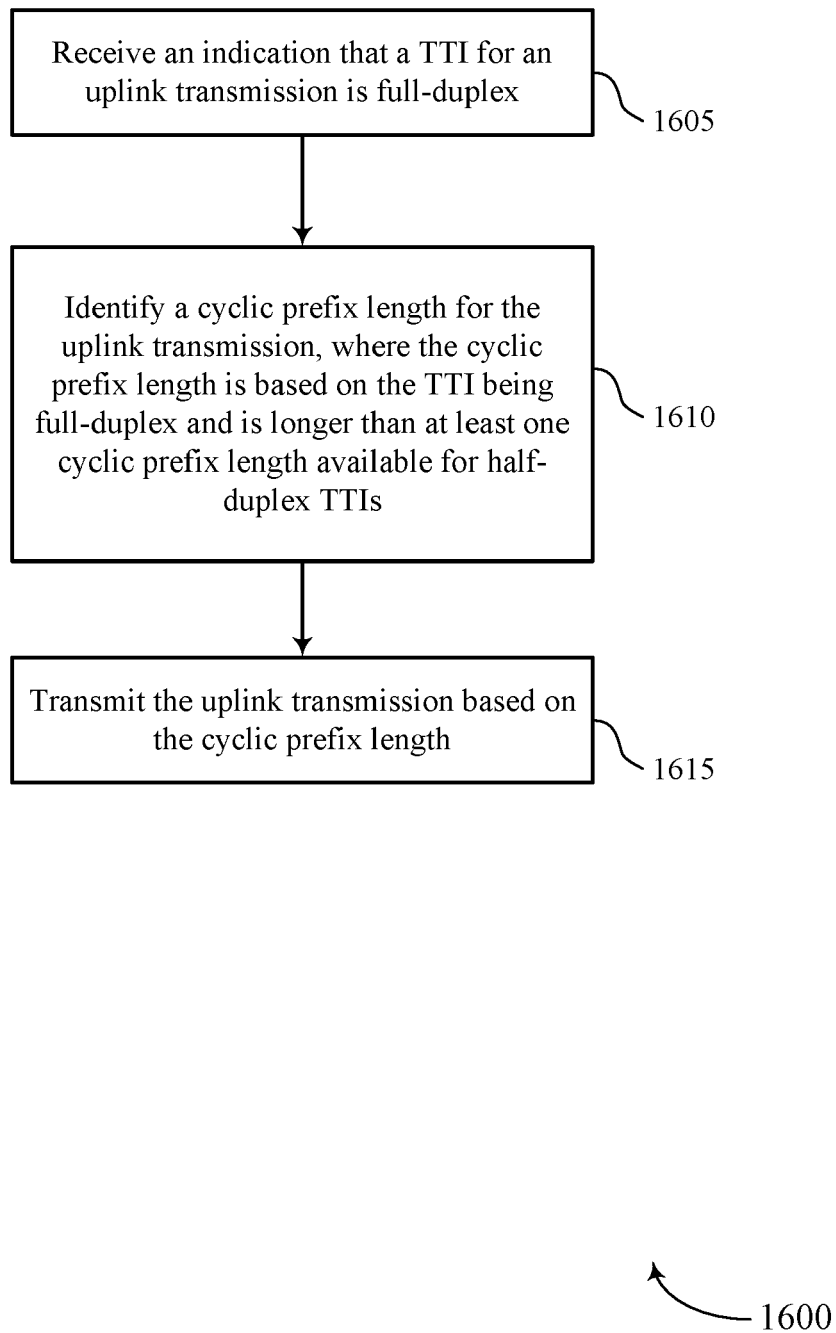 Receive an indication that a TTI for an
uplink transmission is full-duplex
1605
Identify a cyclic prefix length for the
uplink transmission, where the cyclic
prefix length is based on the TTI being
full-duplex and is longer than at least one
cyclic prefix length available for half-
duplex TTIs
1610
Transmit the uplink transmission based on
the cyclic prefix length
1615
1600